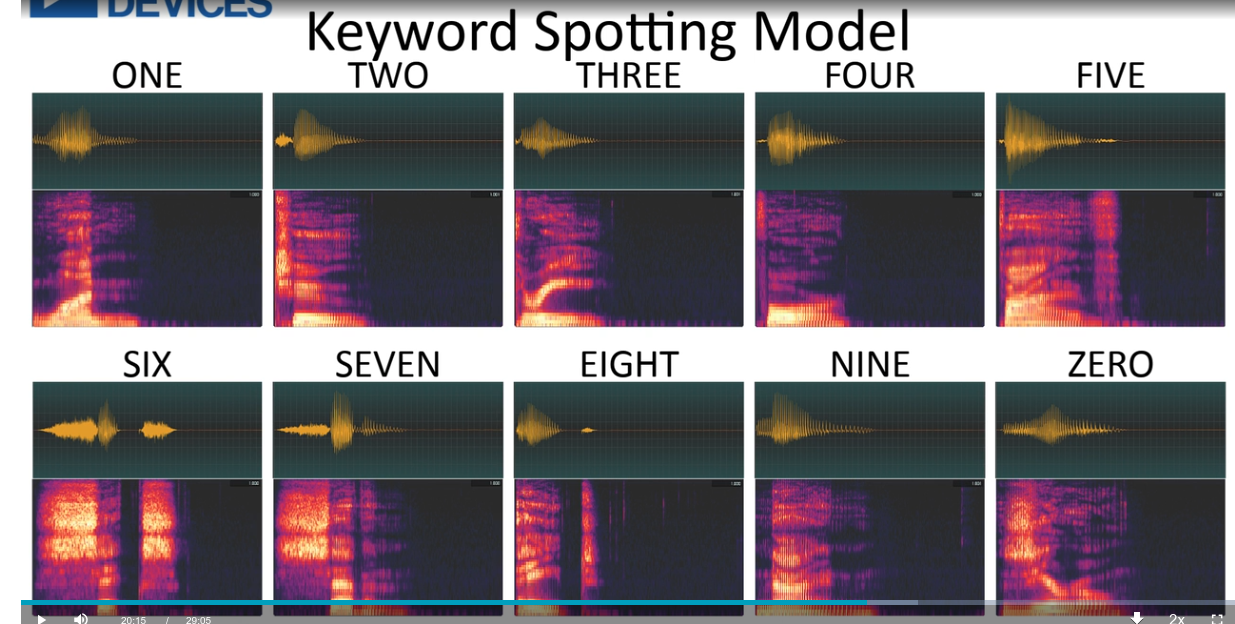 DEVICES
Keyword Spotting Model
ONE TWO THREE FOUR FIVE
SIX SEVEN EIGHT NINE ZERO
20:15 / 29:05 2x